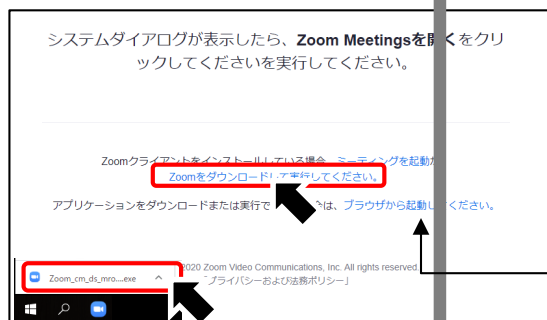 システムダイアログが表示したら、Zoom Meetingsを開くをクリ
ックしてくださいを実行してください。
Zoomクライアントをインストールしている場合、ミーティングを起動
Zoomをダウンロードして実行してください。
アプリケーションをダウンロードまたは実行で は、ブラウザから起動 ください。
2020 Zoom Video Communications, Inc. All rights reserved.
プライバシーおよび法務ポリシー」
Zoom_cm_ds_mro....exe